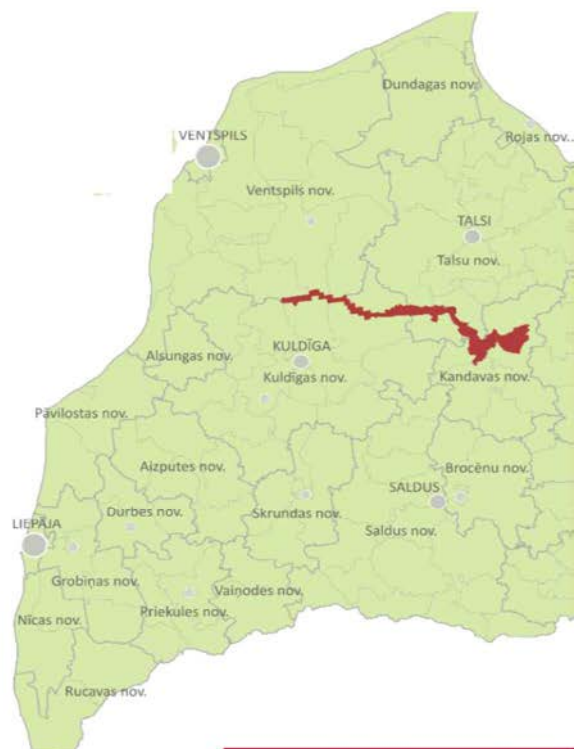 Dundagas nov.
VENTSPILS
Rojas nov..
Ventspils nov.
TALSI
Talsu nov.
KULDĪGA
Alsungas nov.
Kuldīgas nov.
Kandavas nov.
Pāvilostas nov.
Aizputes nov.
Brocēnu nov.
SALDUS
Durbes nov.
Skrundas nov.
LIEPĀJA
Saldus nov.
Grobiņas nov.
Vaiņodes nov.
Priekules nov.
Nīcas nov.
Rucavas nov.